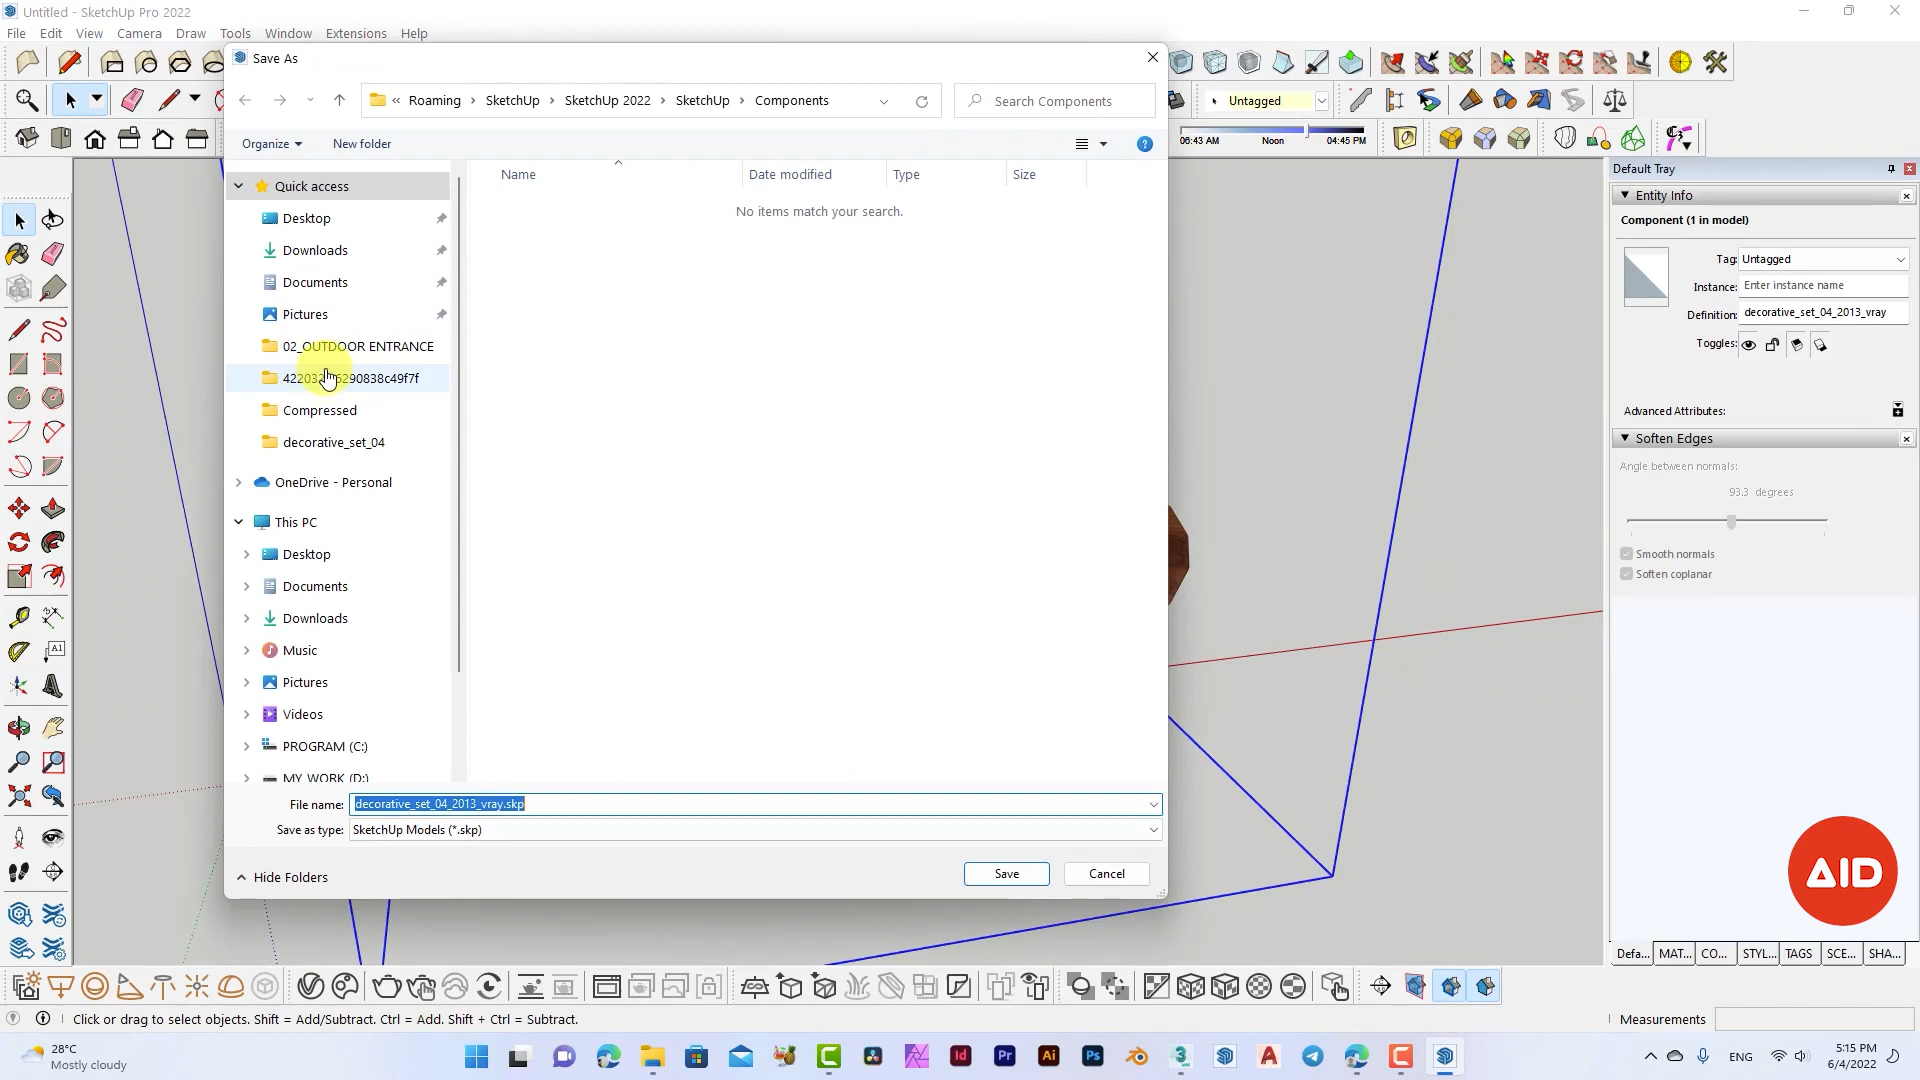 Untitled - SketchUp Pro 2022
File Edit View Camera Draw Tools Window Extensions Help
Save As
« Roaming > SketchUp > SketchUp 2022 > SketchUp > Components
Search Components
Organize
New folder
Name
Date modified
Type
Size
No items match your search.
Quick access
Desktop
Downloads
Documents
Pictures
02_OUTDOOR ENTRANCE
Compressed
decorative_set_04
OneDrive - Personal
This PC
Desktop
Documents
Downloads
Music
Pictures
Videos
PROGRAM (C:)
MY WORK (D:)
File name: decorative_set_04_2013_vray.skp
Save as type: SketchUp Models (*.skp)
Hide Folders
Save
Cancel
Untagged
06:43 AM Noon 04:45 PM
Default Tray
Entity Info
Component (1 in model)
Tag: Untagged
Instance: Enter instance name
Definition: decorative_set_04_2013_vray
Toggles:
Advanced Attributes:
Soften Edges
Angle between normals:
93.3 degrees
Smooth normals
Soften coplanar
AID
Defa... MAT... CO... STYL... TAGS SCE... SHA...
A1
Click or drag to select objects. Shift = Add/Subtract. Ctrl = Add. Shift + Ctrl = Subtract.
Measurements
28°C
Mostly cloudy
Id
Pr
Ai
Ps
ENG
5:15 PM
6/4/2022